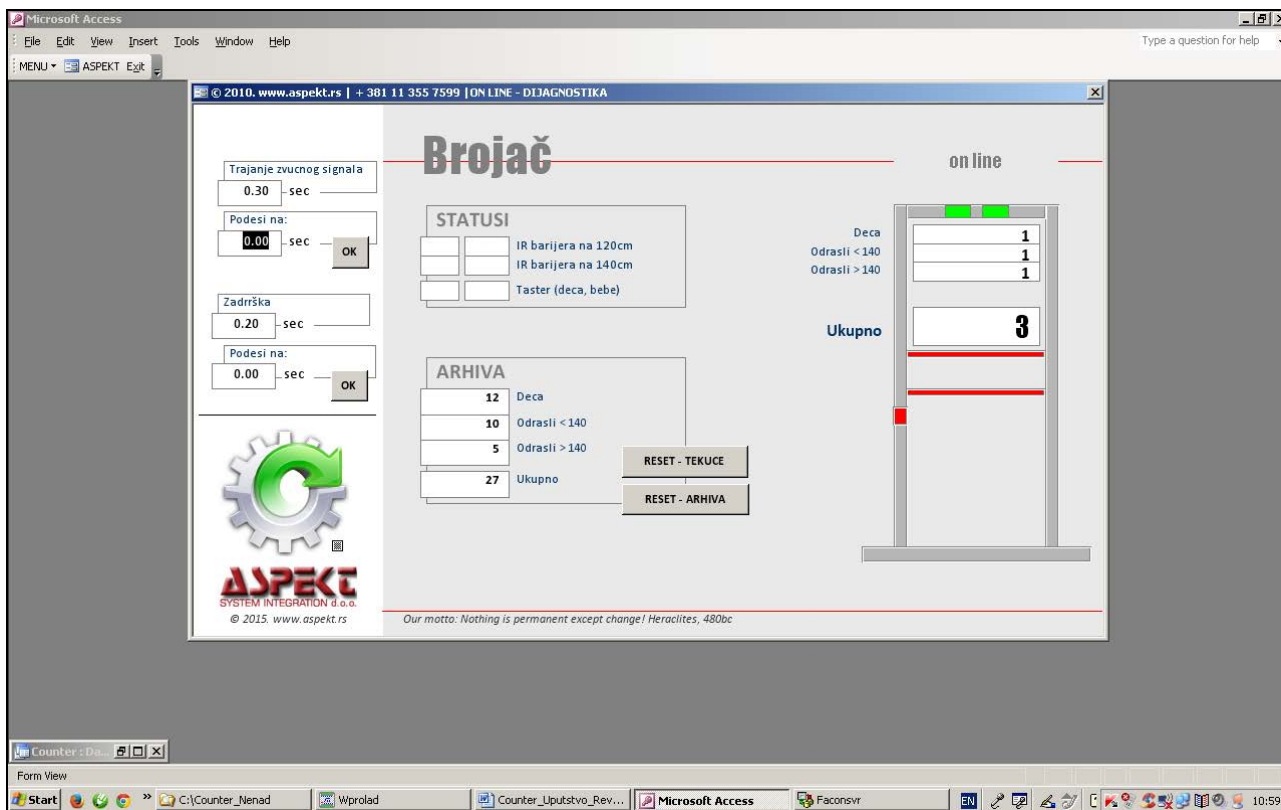 Microsoft Access
File Edit View Insert Tools Window Help
Type a question for help
MENU ASPEKT Exit
© 2010. www.aspekt.rs | + 381 11 355 7599 |ON LINE - DIJAGNOSTIKA
Brojač
on line
Trajanje zvucnog signala
0.30 sec
Podesi na:
0.00 sec OK
Zadrrška
0.20 sec
Podesi na:
0.00 sec OK
STATUSI
IR barijera na 120cm
IR barijera na 140cm
Taster (deca, bebe)
Deca 1
Odrasli < 140 1
Odrasli > 140 1
Ukupno 3
ARHIVA
12 Deca
10 Odrasli < 140
5 Odrasli > 140
27 Ukupno
RESET - TEKUCE
RESET - ARHIVA
ASPEKT
SYSTEM INTEGRATION d.o.o.
© 2015. www.aspekt.rs
Our motto: Nothing is permanent except change! Heraclites, 480bc
Counter : Da...
Form View
Start » C:\Counter_Nenad Wprolad Counter_Uputstvo_Rev... Microsoft Access Faconsvr EN 10:59